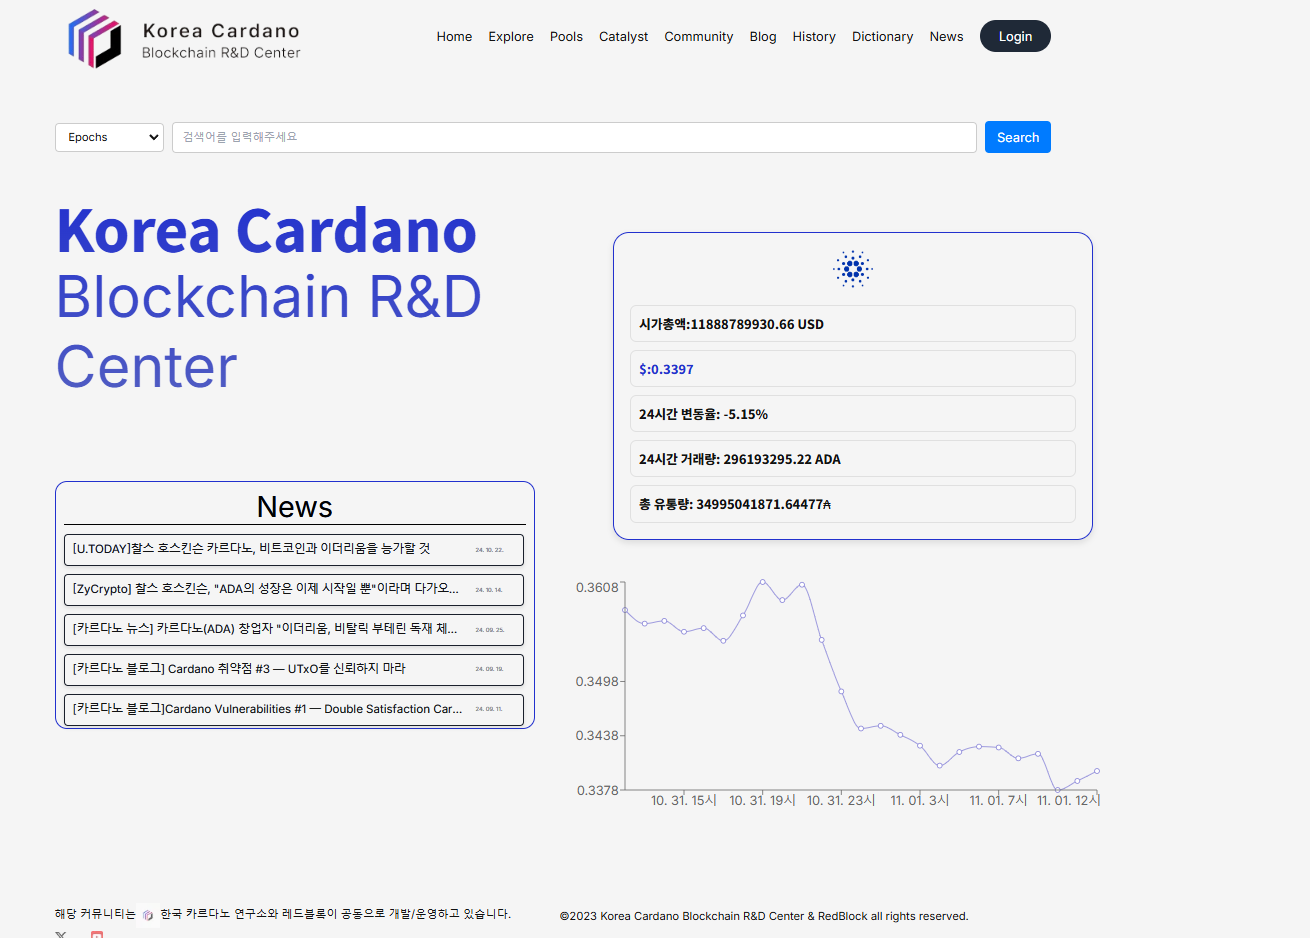 Korea Cardano
Blockchain R&D Center
Home Explore Pools Catalyst Community Blog History Dictionary News Login
Epochs 검색어를 입력해주세요 Search
Korea Cardano
Blockchain R&D
Center
시가총액:11888789930.66 USD
$:0.3397
24시간 변동율: -5.15%
24시간 거래량: 296193295.22 ADA
총 유통량: 34995041871.64477₳
News
[U.TODAY]찰스 호스킨슨 카르다노, 비트코인과 이더리움을 능가할 것 24. 10. 22.
[ZyCrypto] 찰스 호스킨슨, "ADA의 성장은 이제 시작일 뿐"이라며 다가오... 24. 10. 14.
[카르다노 뉴스] 카르다노(ADA) 창업자 "이더리움, 비탈릭 부테린 독재 체... 24. 09. 25.
[카르다노 블로그] Cardano 취약점 #3 — UTxO를 신뢰하지 마라 24. 09. 19.
[카르다노 블로그]Cardano Vulnerabilities #1 — Double Satisfaction Car... 24. 09. 11.
0.3608
0.3498
0.3438
0.3378
10. 31. 15시 10. 31. 19시 10. 31. 23시 11. 01. 3시 11. 01. 7시 11. 01. 12시
해당 커뮤니티는 한국 카르다노 연구소와 레드블록이 공동으로 개발/운영하고 있습니다.
©2023 Korea Cardano Blockchain R&D Center & RedBlock all rights reserved.